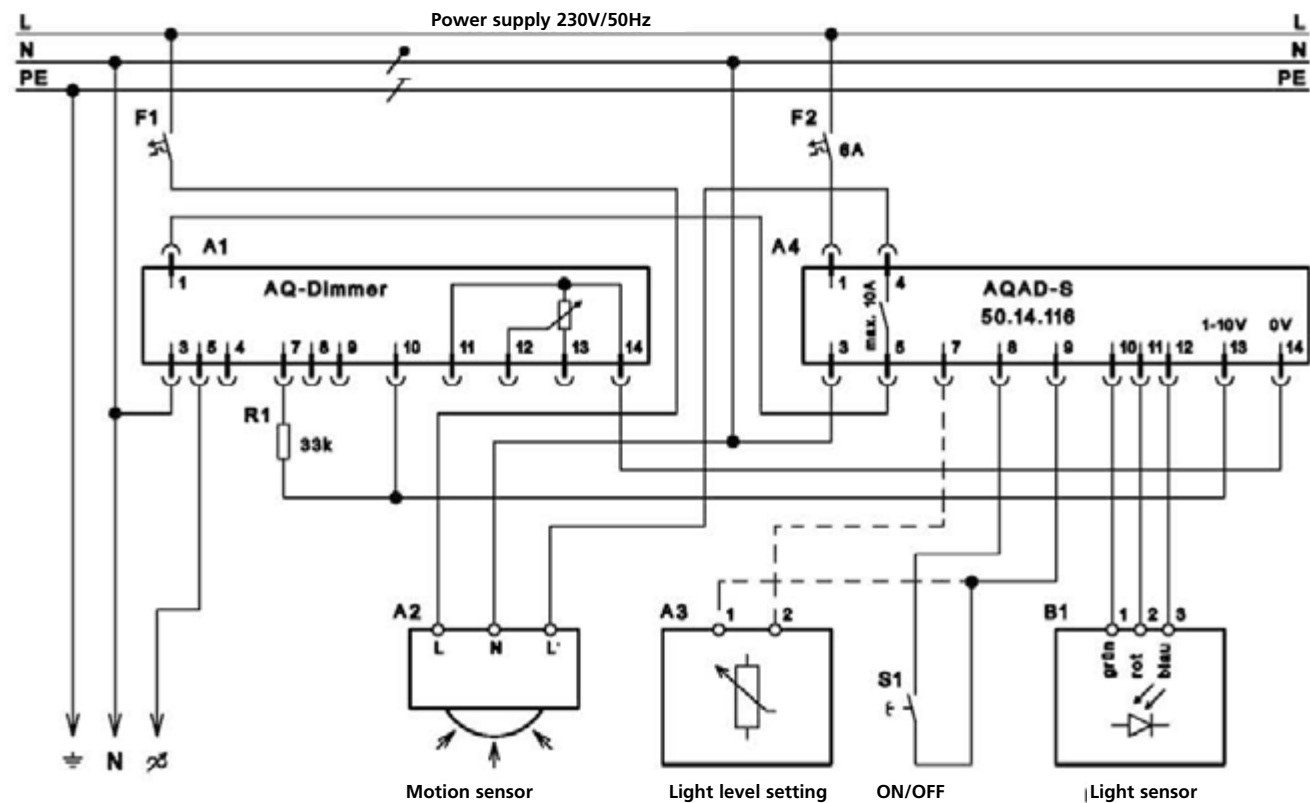 Power supply 230V/50Hz
L L
N N
PE PE
F1 F2
6A
A1 A4
1 1 4
AQ-Dimmer AQAD-S
max. 10A
50.14.116
1-10V 0V
3 5 4 7 8 9 10 11 12 13 14
3 5 7 8 9 10 11 12 13 14
R1
33k
A2 A3 1 2 B1 1 2 3
L N L'
grün rot blau
S1
N
Motion sensor Light level setting ON/OFF Light sensor